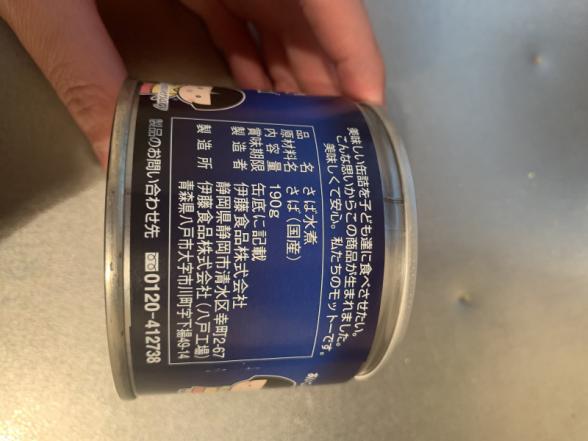 美味しい缶詰を子ども達に食べさせたい。
こんな思いからこの商品が生まれました。
美味しくて安心。私たちのモットーです。
品名 さば水煮
原材料名 さば(国産)
内容量 190g
賞味期限 缶底に記載
製造者 伊藤食品株式会社
静岡県静岡市清水区幸町2-67
製造所 伊藤食品株式会社(八戸工場)
青森県八戸市大字市川町字下揚49-14
製品のお問い合わせ先 0120-412738